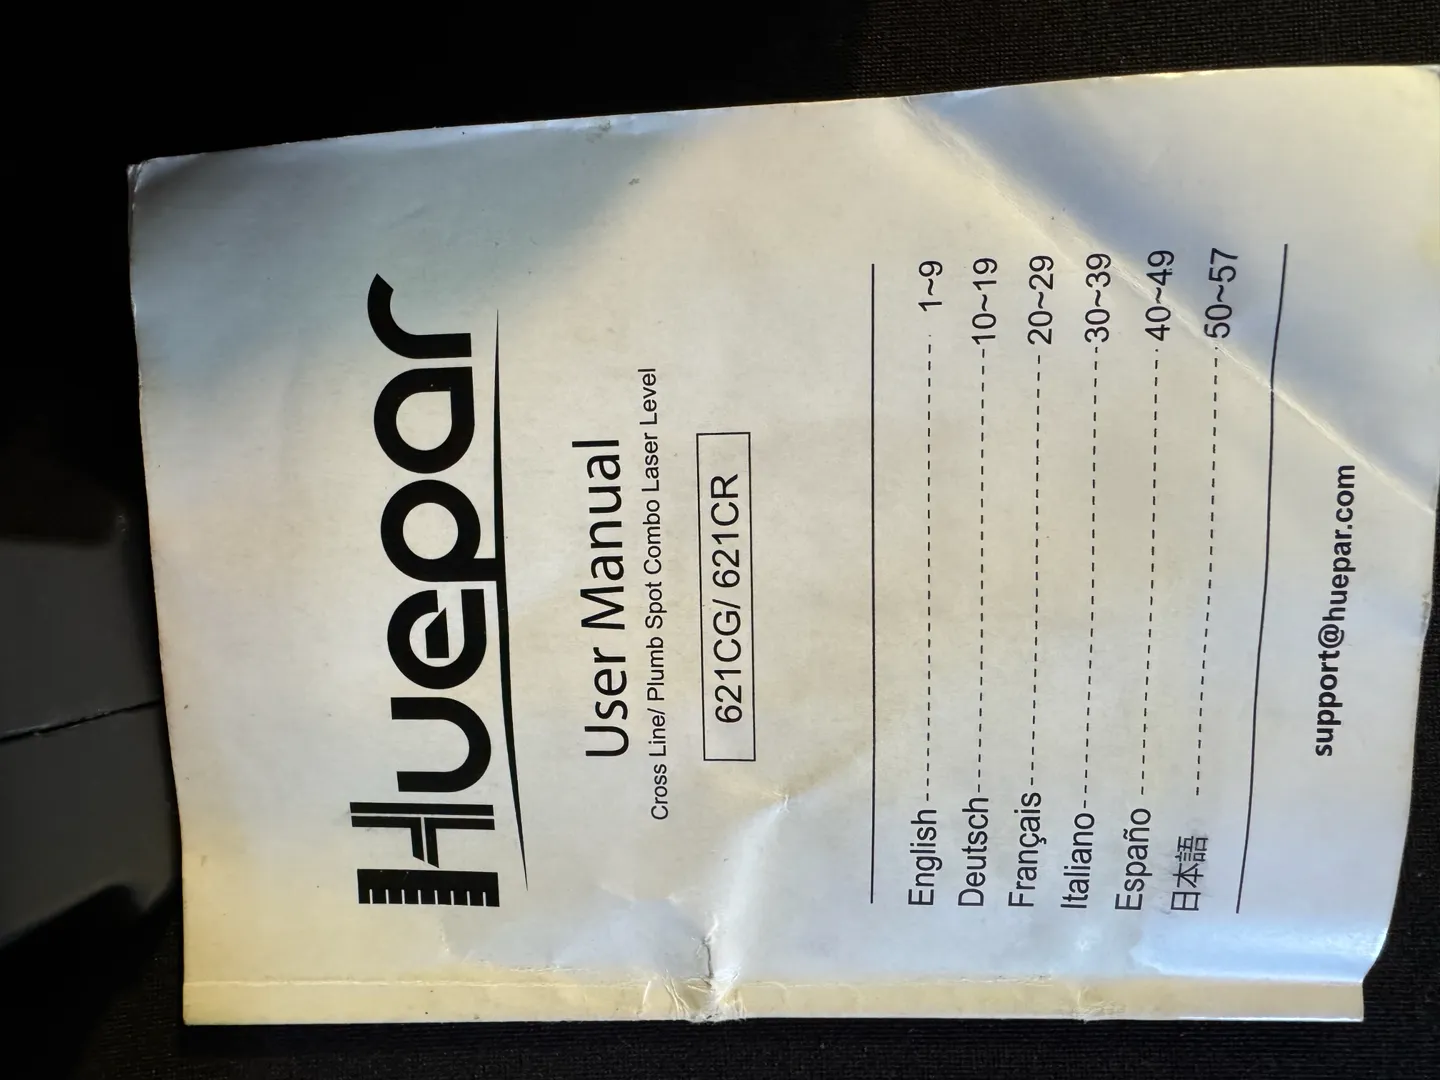 Huepar
User Manual
Cross Line/ Plumb Spot Combo Laser Level
621CG/ 621CR
English ------------------------------ 1~9
Deutsch ------------------------------ 10~19
Français ------------------------------ 20~29
Italiano ------------------------------ 30~39
Españo ------------------------------ 40~49
日本語 ------------------------------ 50~57
support@huepar.com